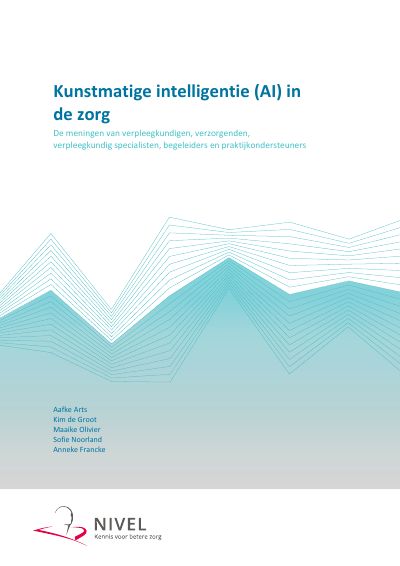 Kunstmatige intelligentie (AI) in
de zorg
De meningen van verpleegkundigen, verzorgenden,
verpleegkundig specialisten, begeleiders en praktijkondersteuners
Aafke Arts
Kim de Groot
Maaike Olivier
Sofie Noorland
Anneke Francke
NIVEL
Kennis voor betere zorg